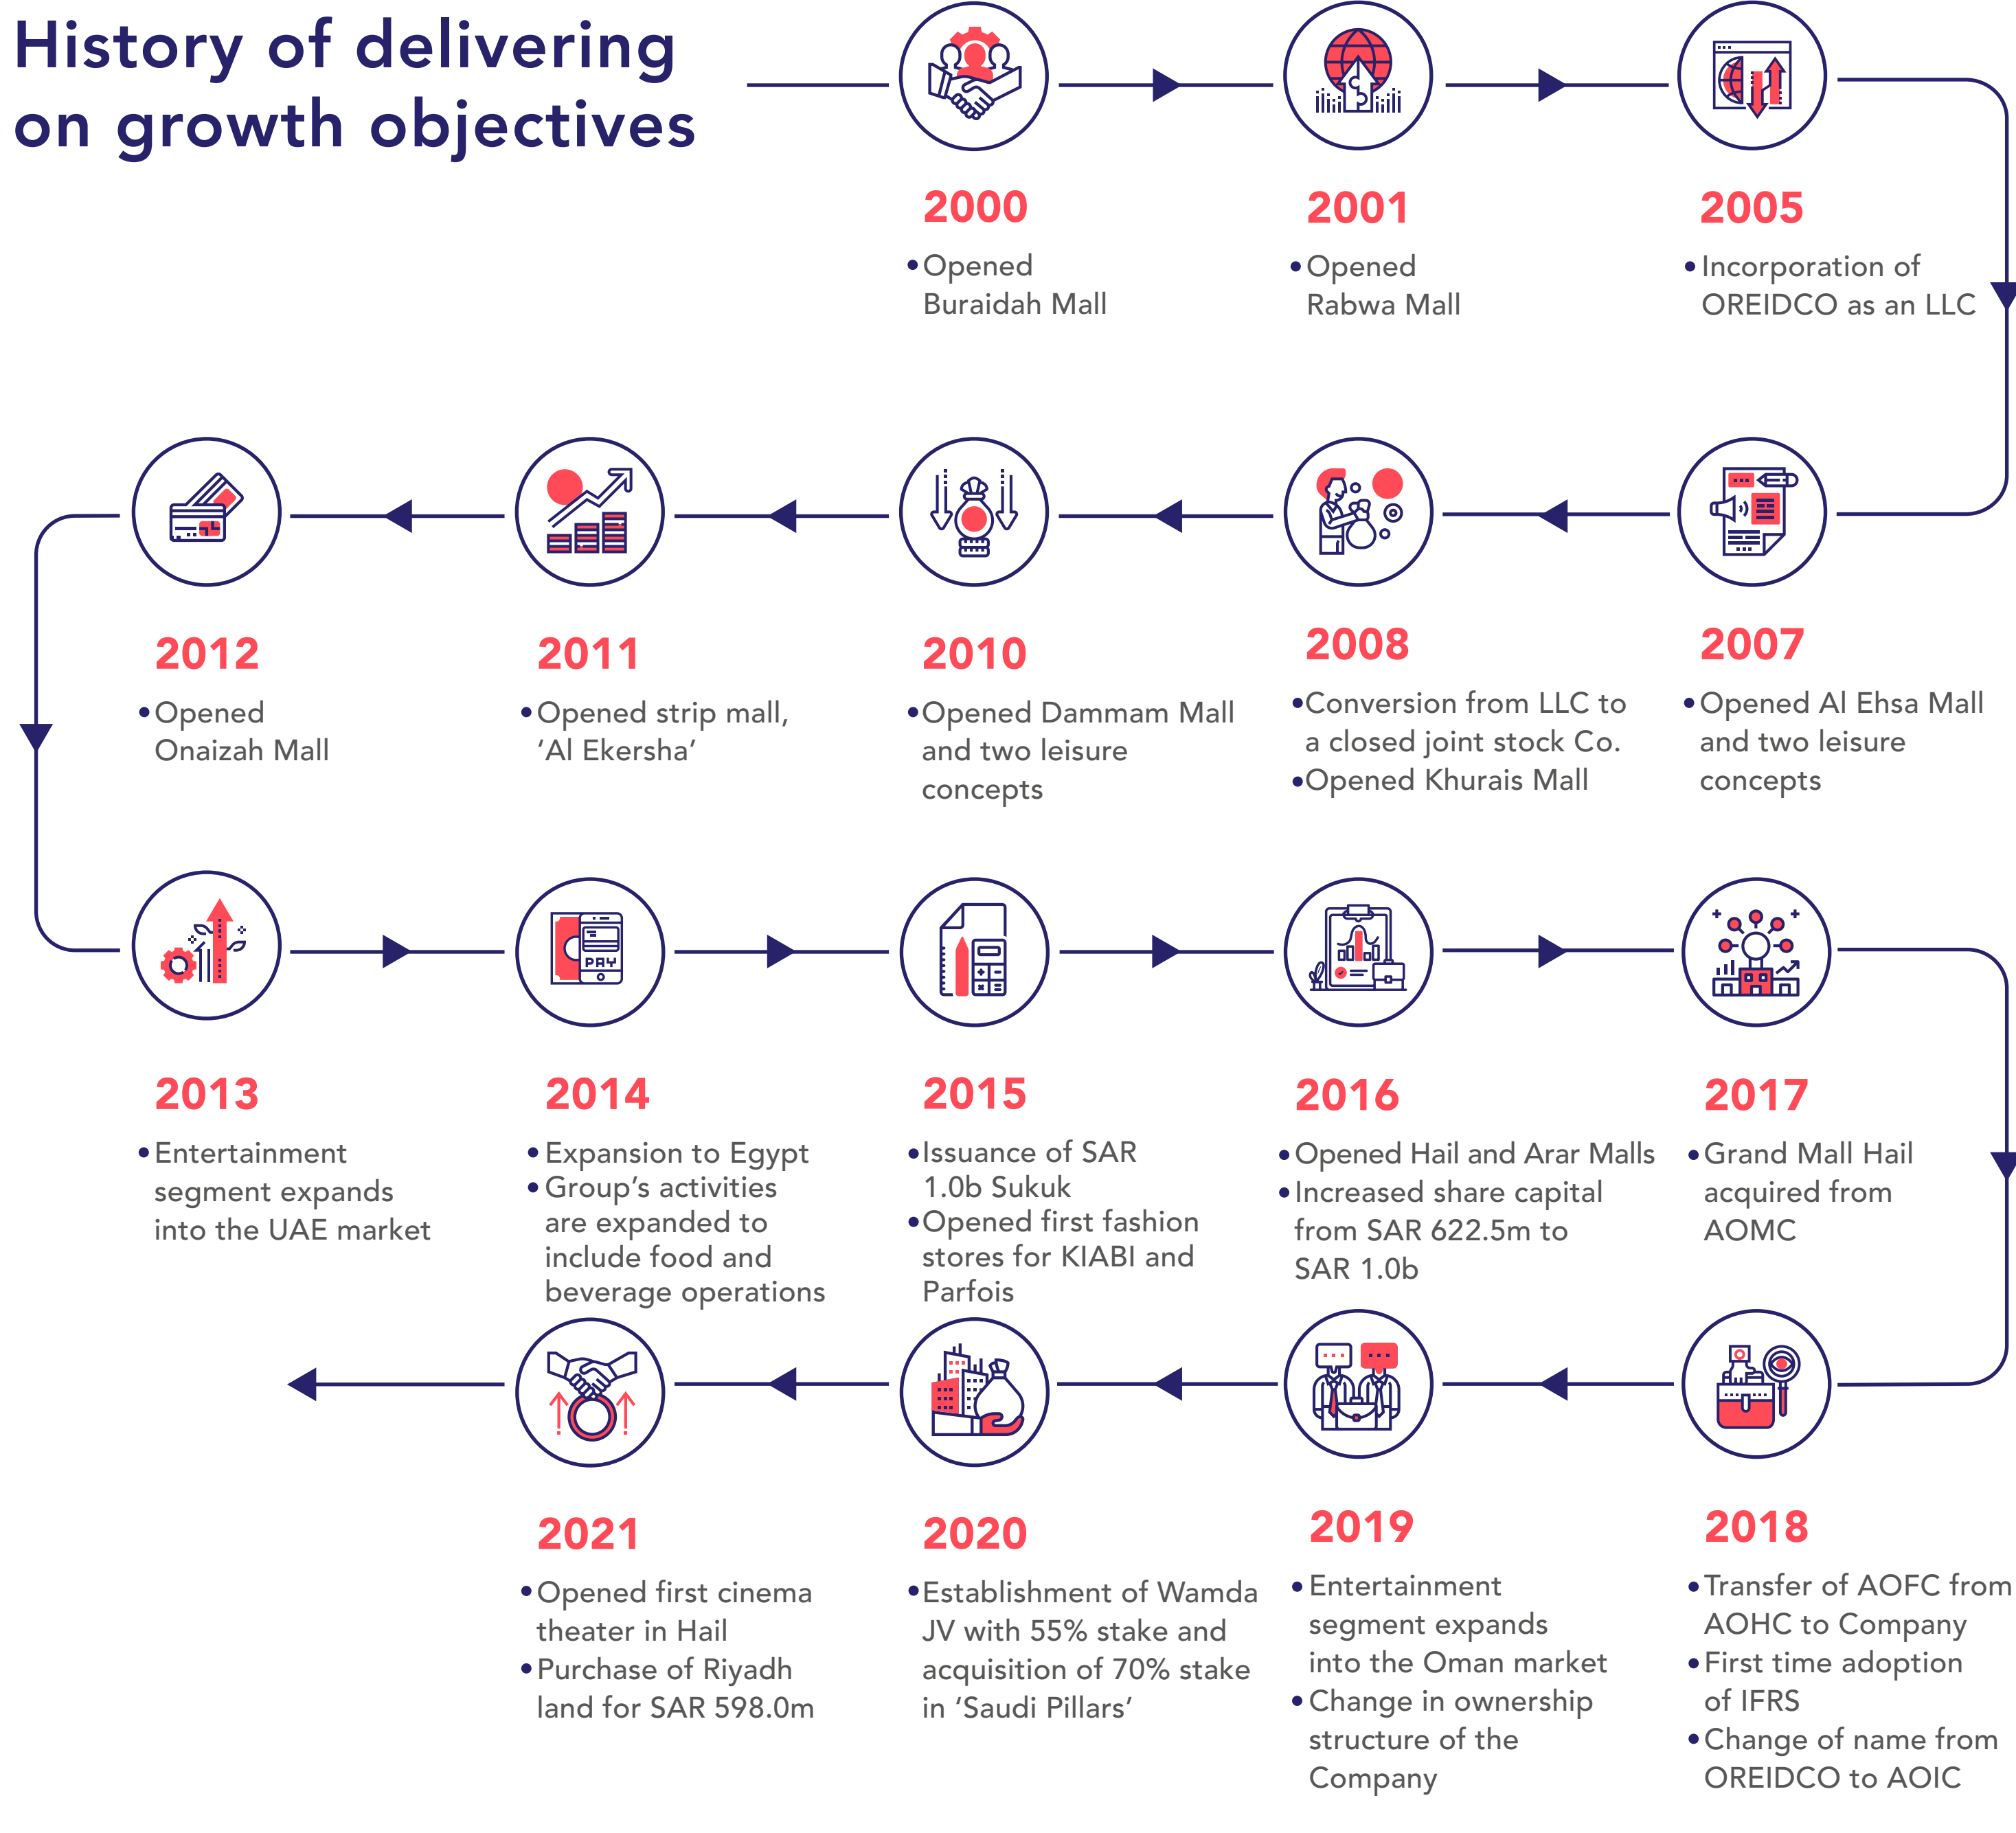 History of delivering
on growth objectives
2000
•Opened
Buraidah Mall
2001
•Opened
Rabwa Mall
2005
•Incorporation of
OREIDCO as an LLC
2007
•Opened Al Ehsa Mall
and two leisure
concepts
2008
•Conversion from LLC to
a closed joint stock Co.
•Opened Khurais Mall
2010
•Opened Dammam Mall
and two leisure
concepts
2011
•Opened strip mall,
‘Al Ekersha’
2012
•Opened
Onaizah Mall
2013
•Entertainment
segment expands
into the UAE market
PAY
2014
•Expansion to Egypt
•Group’s activities
are expanded to
include food and
beverage operations
2015
•Issuance of SAR
1.0b Sukuk
•Opened first fashion
stores for KIABI and
Parfois
2016
•Opened Hail and Arar Malls
•Increased share capital
from SAR 622.5m to
SAR 1.0b
2017
•Grand Mall Hail
acquired from
AOMC
2018
•Transfer of AOFC from
AOHC to Company
•First time adoption
of IFRS
•Change of name from
OREIDCO to AOIC
2019
•Entertainment
segment expands
into the Oman market
•Change in ownership
structure of the
Company
2020
•Establishment of Wamda
JV with 55% stake and
acquisition of 70% stake
in ‘Saudi Pillars’
2021
•Opened first cinema
theater in Hail
•Purchase of Riyadh
land for SAR 598.0m